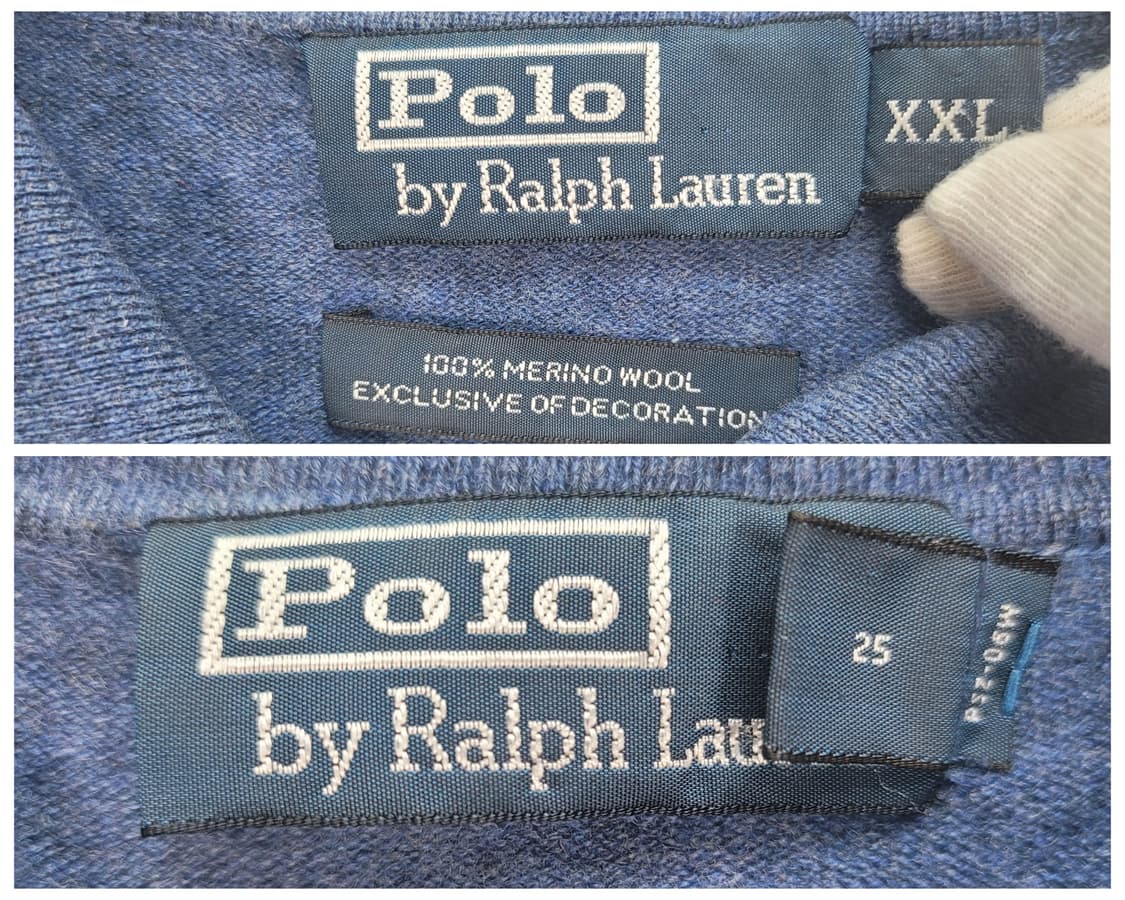 Polo
by Ralph Lauren
XXL
100% MERINO WOOL
EXCLUSIVE OF DECORATION
Polo
by Ralph Lau
25